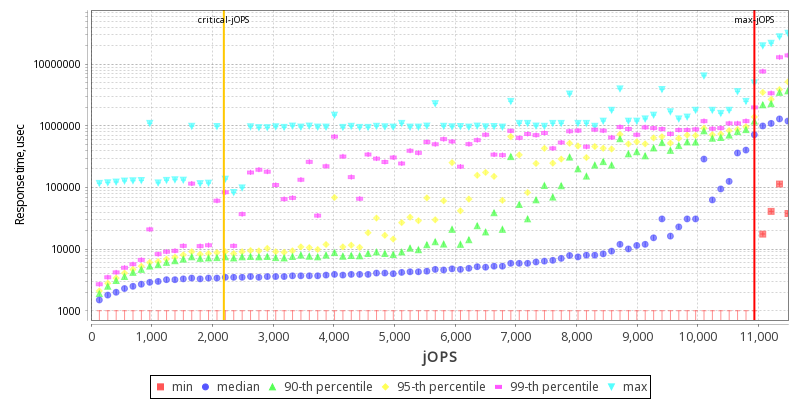 critical-jOPS max-jOPS
10000000
1000000
100000
10000
1000
Response time, usec
0 1,000 2,000 3,000 4,000 5,000 6,000 7,000 8,000 9,000 10,000 11,000
jOPS
min median 90-th percentile 95-th percentile 99-th percentile max